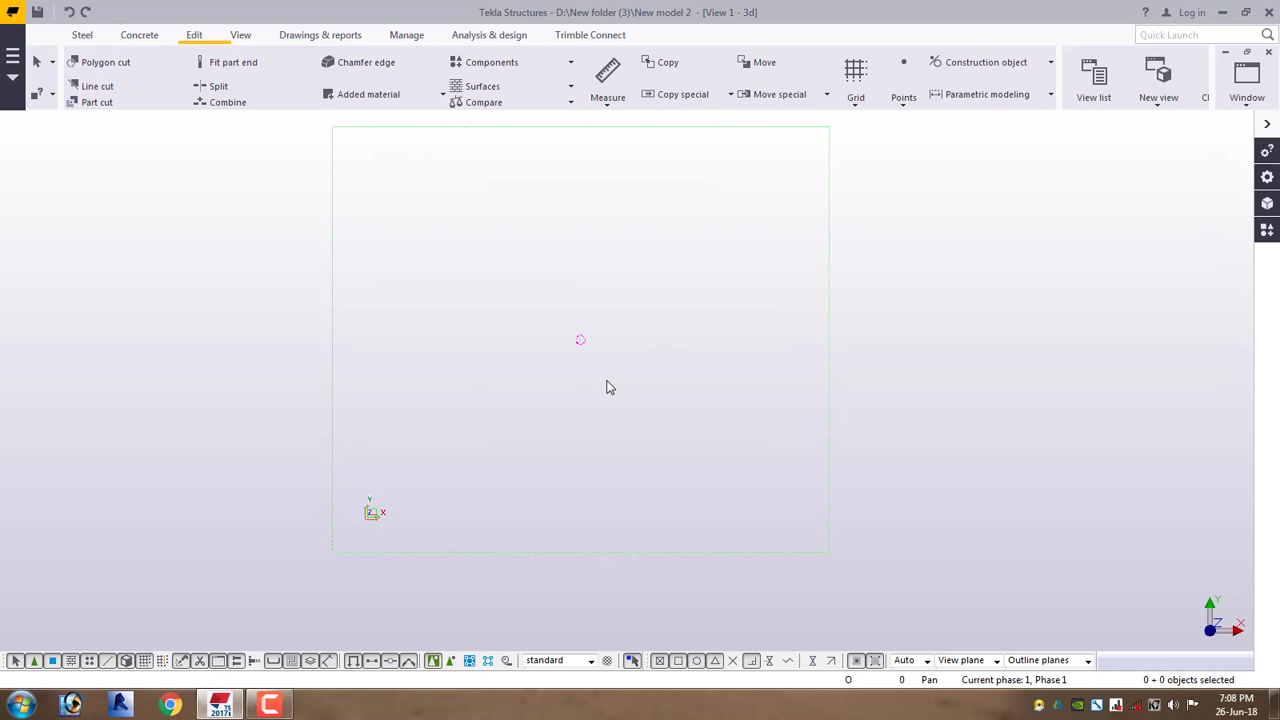 Tekla Structures - D:\New folder (3)\New model 2 - [View 1 - 3d]
? Log in
Steel Concrete Edit View Drawings & reports Manage Analysis & design Trimble Connect Quick Launch
Polygon cut Fit part end Chamfer edge Components Copy Move Construction object
Line cut Split Surfaces
Part cut Combine Added material Compare Measure Copy special Move special Grid Points Parametric modeling View list New view Window
Y
Z X
Y
Z X
standard Auto View plane Outline planes
O 0 Pan Current phase: 1, Phase 1 0 + 0 objects selected
2017i
7:08 PM
26-Jun-18